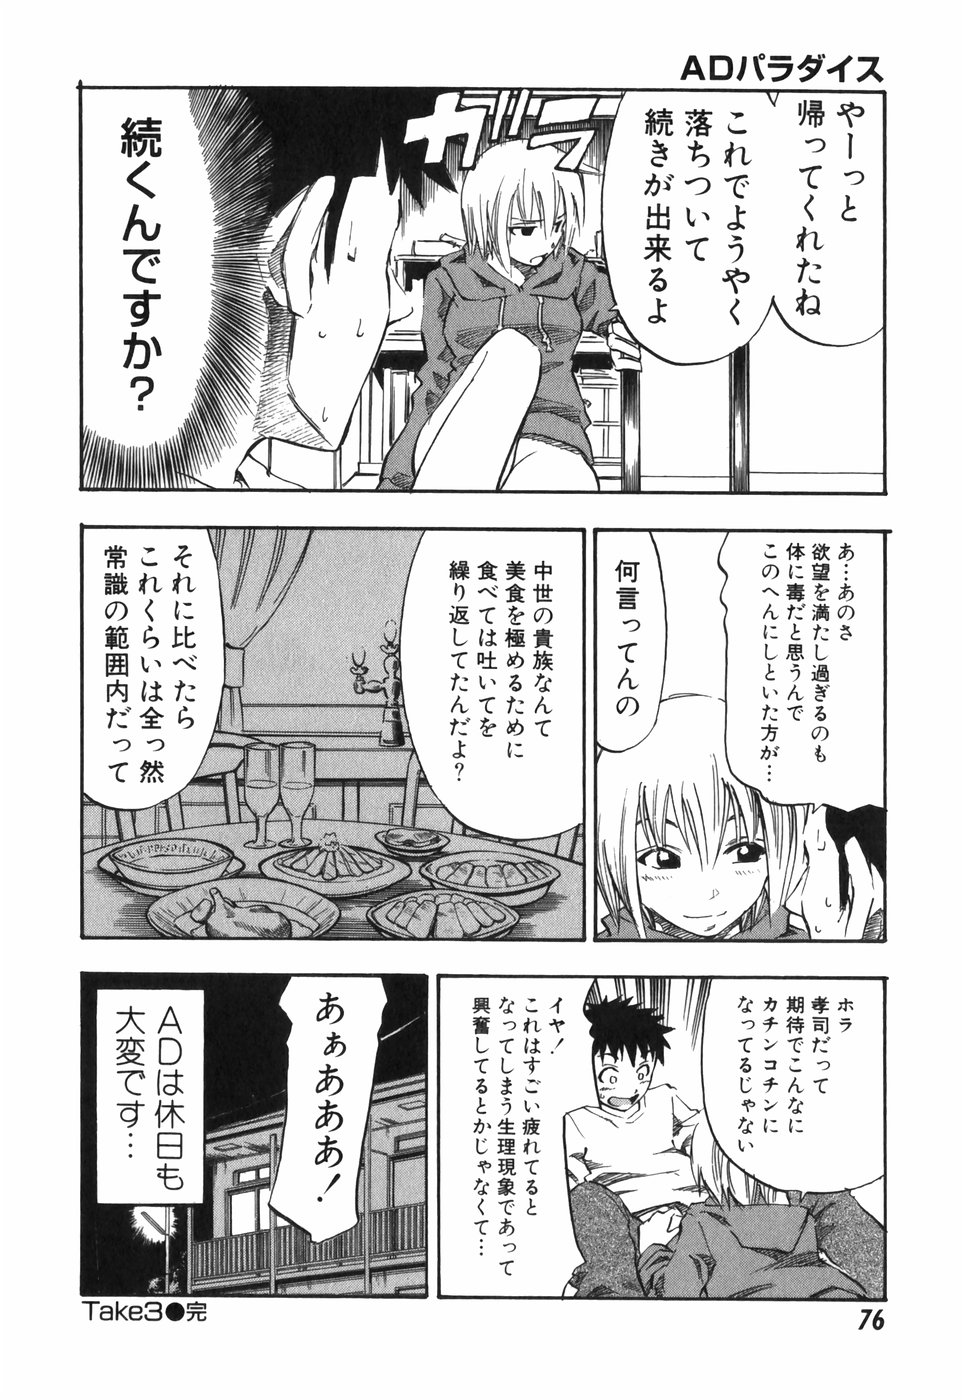 ADパラダイス
やーっと
帰ってくれたね
これでようやく
落ちついて
続きが出来るよ
ガラ
続くんですか?
あ…あのさ
欲望を満たし過ぎるのも
体に毒だと思うんで
このへんにしといた方が…
何言ってんの
中世の貴族なんて
美食を極めるために
食べては吐いてを
繰り返してたんだよ?
それに比べたら
これくらいは全っ然
常識の範囲内だって
ホラ
孝司だって
期待でこんなに
カチンコチンに
なってるじゃない
イヤ!
これはすごい疲れてると
なってしまう生理現象であって
興奮してるとかじゃなくて…
あぁあああ!
ADは休日も
大変です…
Take3●完
76